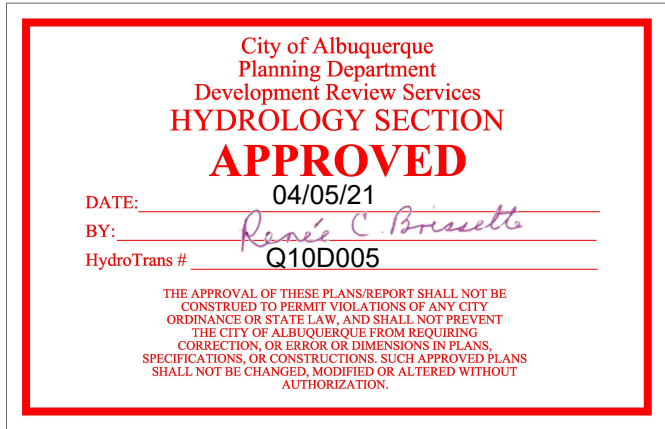 City of Albuquerque
Planning Department
Development Review Services
HYDROLOGY SECTION
APPROVED
DATE: 04/05/21
BY: Renée C. Brissette
HydroTrans # Q10D005
THE APPROVAL OF THESE PLANS/REPORT SHALL NOT BE
CONSTRUED TO PERMIT VIOLATIONS OF ANY CITY
ORDINANCE OR STATE LAW, AND SHALL NOT PREVENT
THE CITY OF ALBUQUERQUE FROM REQUIRING
CORRECTION, OR ERROR OR DIMENSIONS IN PLANS,
SPECIFICATIONS, OR CONSTRUCTIONS. SUCH APPROVED PLANS
SHALL NOT BE CHANGED, MODIFIED OR ALTERED WITHOUT
AUTHORIZATION.